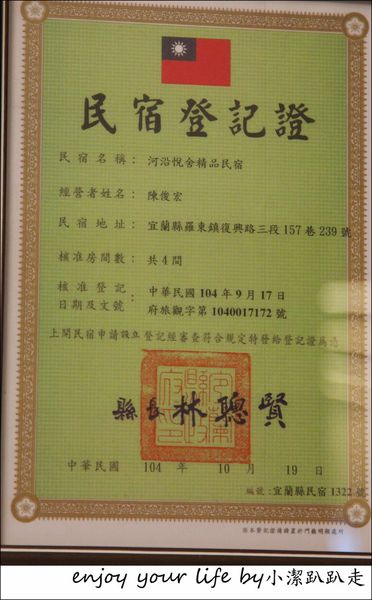 民宿登記證
民宿名稱：河沿悅舍精品民宿
經營者姓名：陳俊宏
民宿地址：宜蘭縣羅東鎮復興路三段157巷239號
核准房間數：共4間
核准登記日期及文號：中華民國104年9月17日
府旅觀字第1040017172號
上開民宿申請設立登記經審查符合規定特發給登記證為憑
縣長林聰賢
中華民國 104 年 10 月 19 日
編號：宜蘭縣民宿1322號
enjoy your life by小潔趴趴走